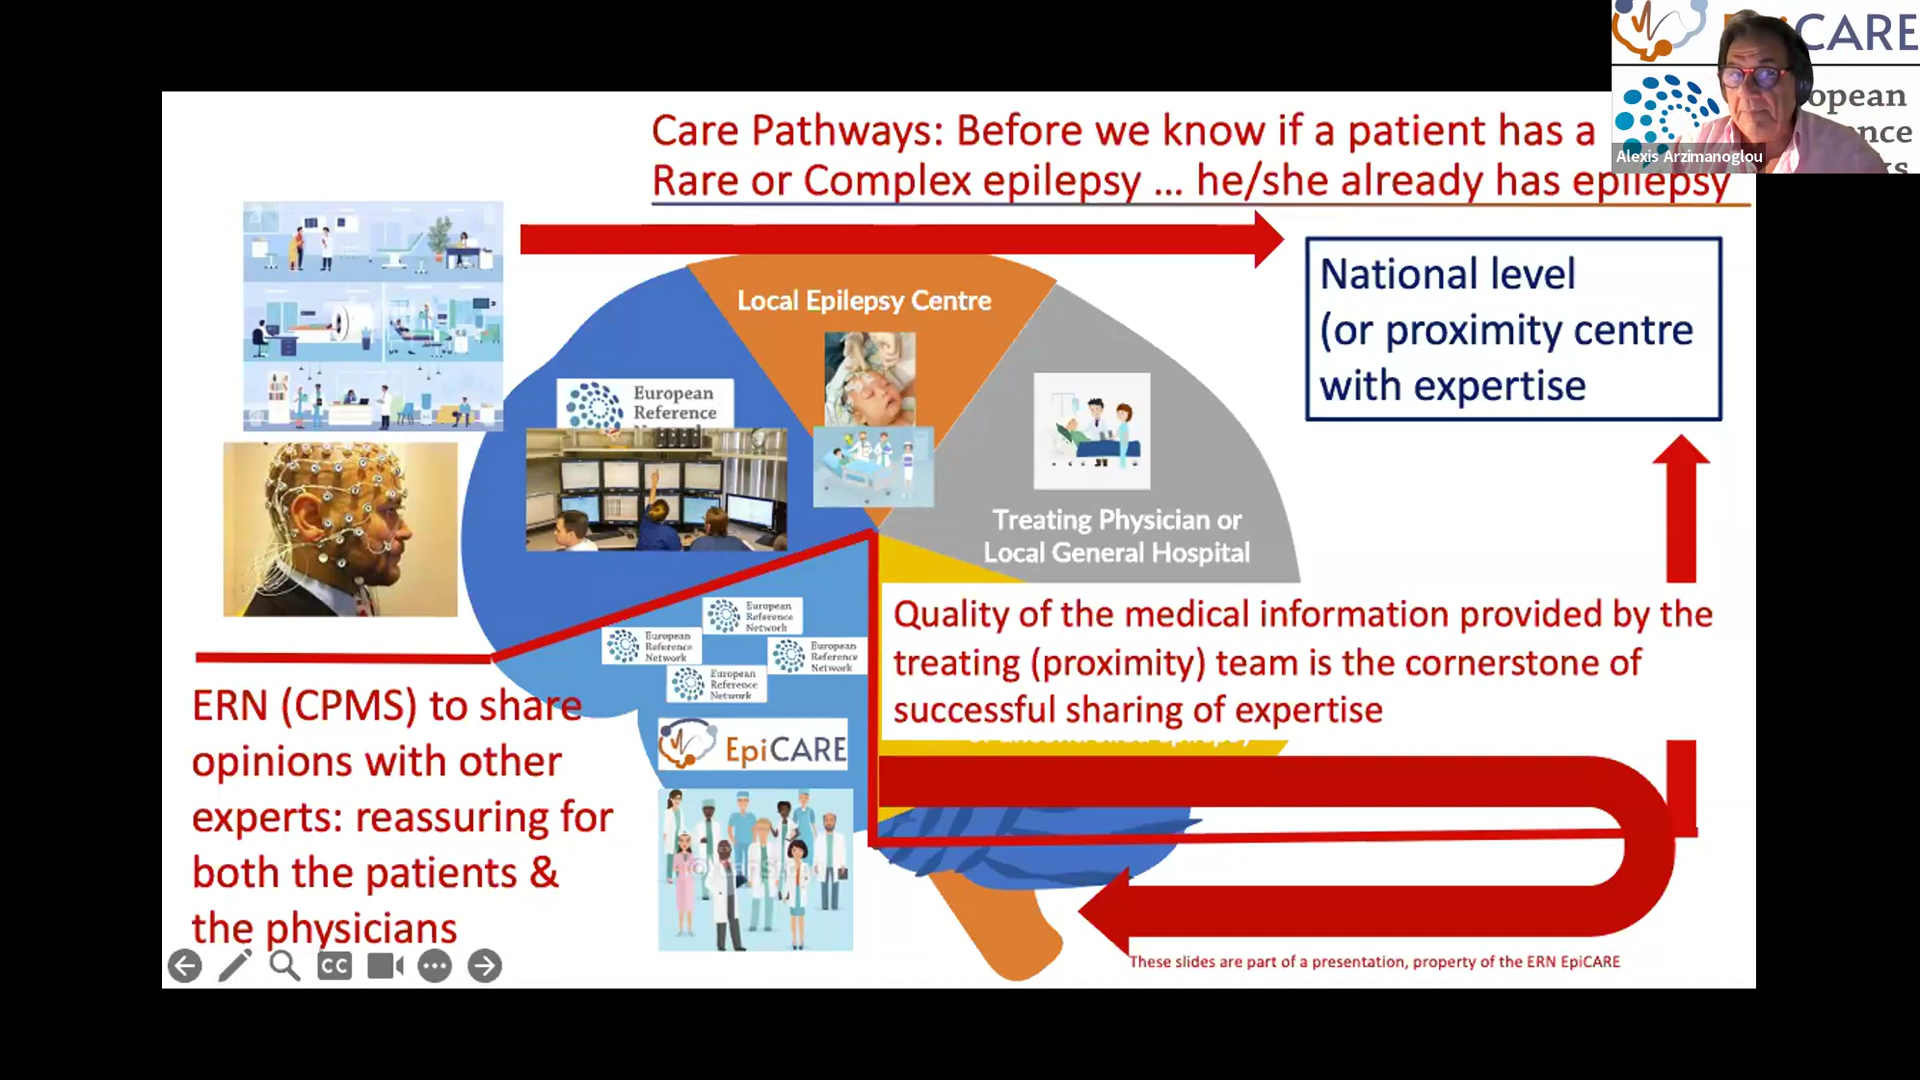 Care Pathways: Before we know if a patient has a
Rare or Complex epilepsy ... he/she already has epilepsy
CARE
opean
nce
ks
Alexis Arzimanoglou
National level
(or proximity centre
with expertise
Local Epilepsy Centre
European
Reference
Treating Physician or
Local General Hospital
Quality of the medical information provided by the
treating (proximity) team is the cornerstone of
successful sharing of expertise
European
Reference
Network
European
Reference
Network
European
Reference
Network
European
Reference
Network
EpiCARE
ERN (CPMS) to share
opinions with other
experts: reassuring for
both the patients &
the physicians
CC
These slides are part of a presentation, property of the ERN EpiCARE